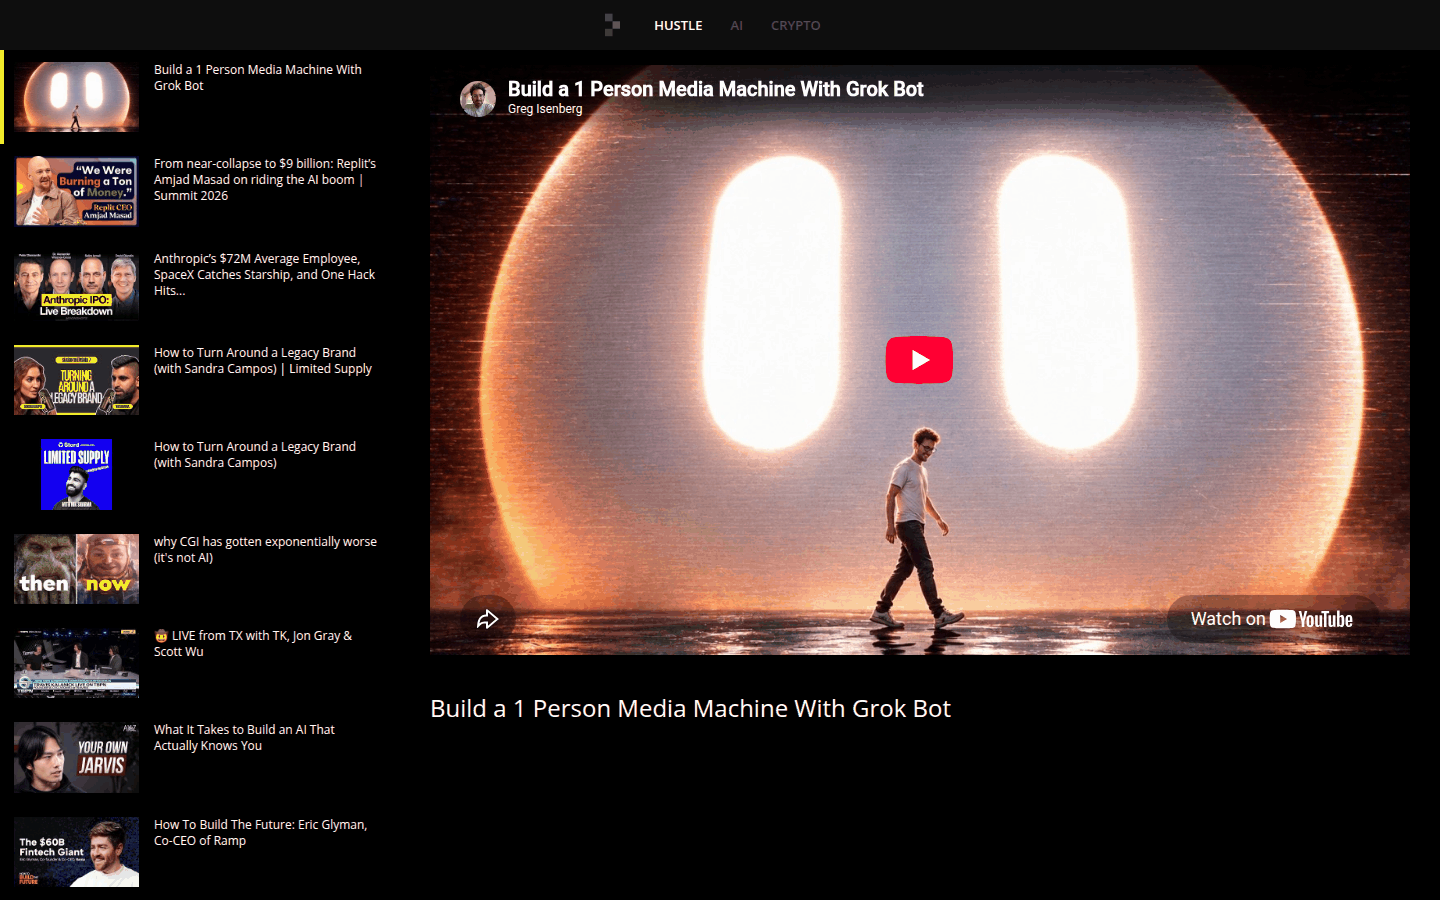 HUSTLE
AI
CRYPTO
Build a 1 Person Media Machine With
Grok Bot
“We Were
Burning a Ton
of Money.”
Replit CEO
Amjad Masad
From near-collapse to $9 billion: Replit’s
Amjad Masad on riding the AI boom |
Summit 2026
Anthropic IPO:
Live Breakdown
Anthropic’s $72M Average Employee,
SpaceX Catches Starship, and One Hack
Hits...
TURNING
AROUND A
LEGACY BRAND
How to Turn Around a Legacy Brand
(with Sandra Campos) | Limited Supply
LIMITED SUPPLY
How to Turn Around a Legacy Brand
(with Sandra Campos)
then
now
why CGI has gotten exponentially worse
(it's not AI)
🤠 LIVE from TX with TK, Jon Gray &
Scott Wu
YOUR OWN
JARVIS
What It Takes to Build an AI That
Actually Knows You
The $60B
Fintech Giant
How To Build The Future: Eric Glyman,
Co-CEO of Ramp
Build a 1 Person Media Machine With Grok Bot
Greg Isenberg
Watch on YouTube
Build a 1 Person Media Machine With Grok Bot